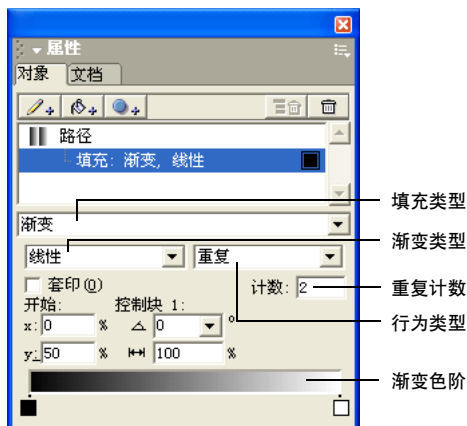 属性
对象 文档
路径
填充: 渐变, 线性
渐变
线性 重复
套印(O) 计数: 2
开始: 控制块 1:
x: 0 % 0 °
y: 50 % 100 %
填充类型
渐变类型
重复计数
行为类型
渐变色阶